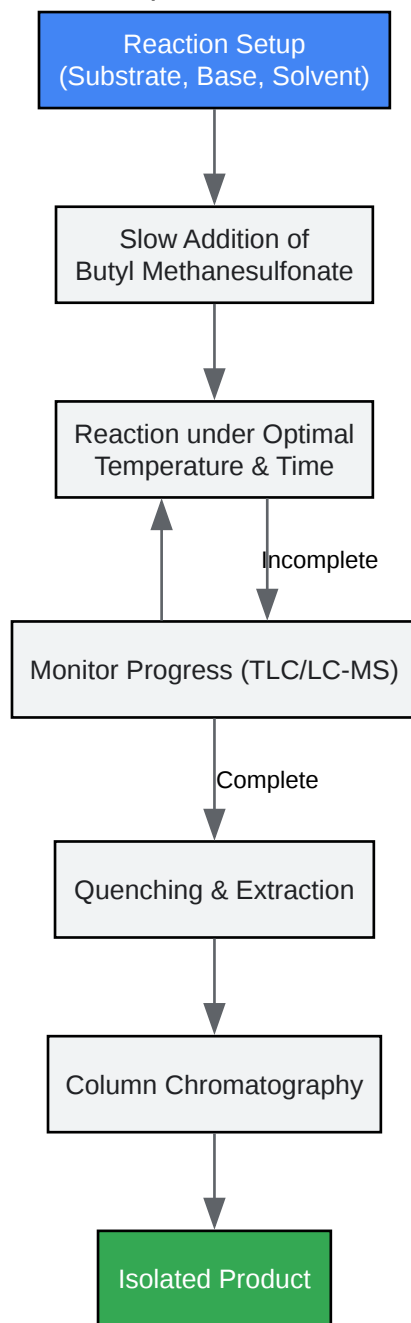 Reaction Setup
(Substrate, Base, Solvent)
Slow Addition of
Butyl Methanesulfonate
Reaction under Optimal
Temperature & Time
Incomplete
Monitor Progress (TLC/LC-MS)
Complete
Quenching & Extraction
Column Chromatography
Isolated Product